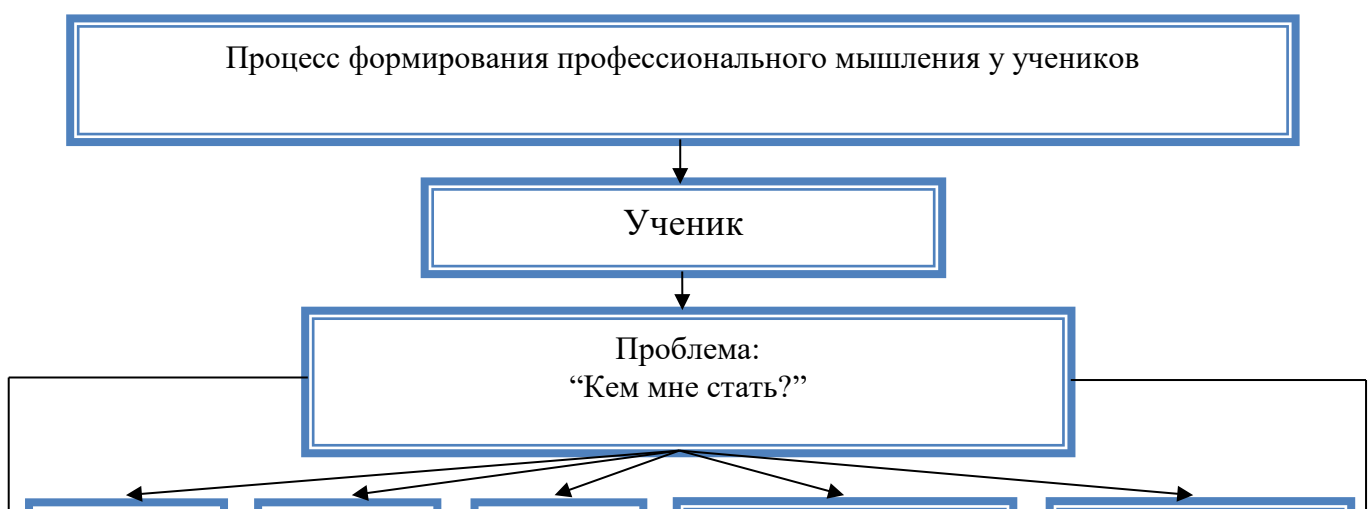 Процесс формирования профессионального мышления у учеников
Ученик
Проблема:
“Кем мне стать?”